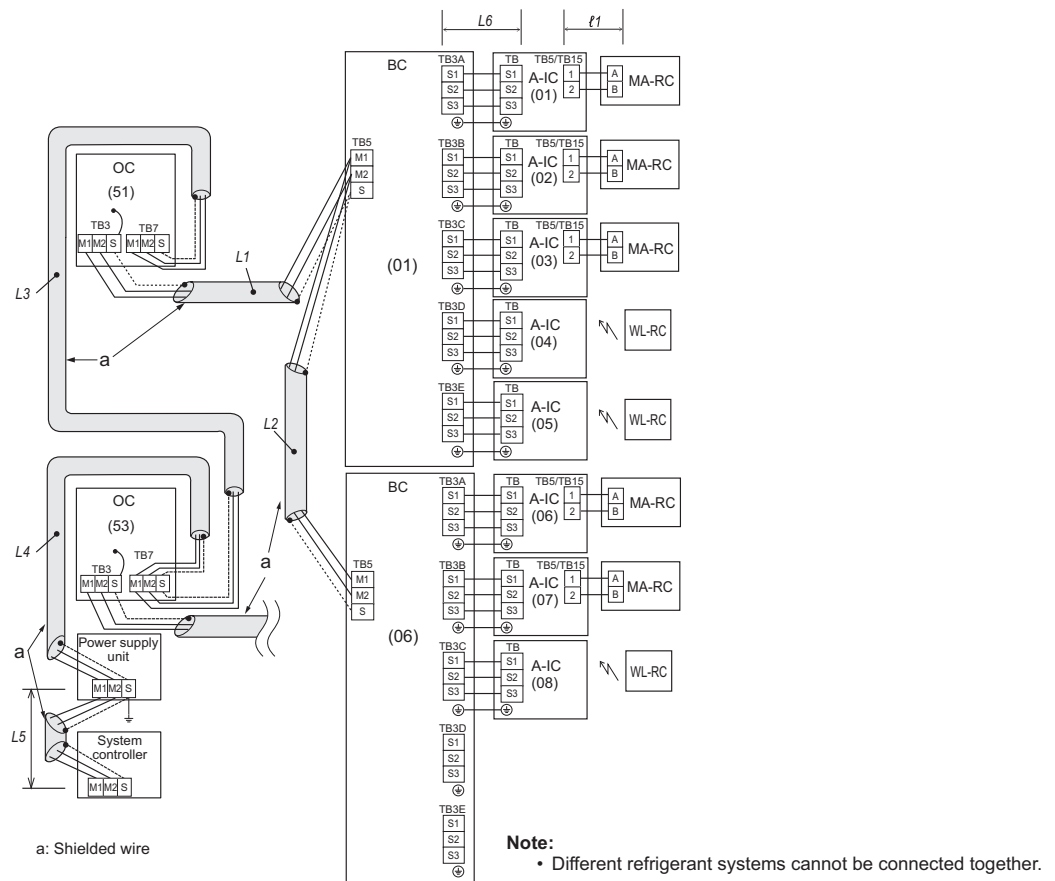 L6
ℓ1
BC
TB3A
S1
S2
S3
TB
S1
S2
S3
A-IC
(01)
TB5/TB15
1
2
A
B
MA-RC
TB5
M1
M2
S
TB3B
S1
S2
S3
TB
S1
S2
S3
A-IC
(02)
TB5/TB15
1
2
A
B
MA-RC
OC
(51)
TB3
M1 M2 S
TB7
M1 M2 S
L1
L3
a
(01)
TB3C
S1
S2
S3
TB
S1
S2
S3
A-IC
(03)
TB5/TB15
1
2
A
B
MA-RC
TB3D
S1
S2
S3
TB
S1
S2
S3
A-IC
(04)
WL-RC
TB3E
S1
S2
S3
TB
S1
S2
S3
A-IC
(05)
WL-RC
L2
BC
TB3A
S1
S2
S3
TB
S1
S2
S3
A-IC
(06)
TB5/TB15
1
2
A
B
MA-RC
OC
(53)
TB3
M1 M2 S
TB7
M1 M2 S
L4
a
TB5
M1
M2
S
(06)
TB3B
S1
S2
S3
TB
S1
S2
S3
A-IC
(07)
TB5/TB15
1
2
A
B
MA-RC
a
Power supply
unit
M1 M2 S
TB3C
S1
S2
S3
TB
S1
S2
S3
A-IC
(08)
WL-RC
L5
System
controller
M1 M2 S
TB3D
S1
S2
S3
TB3E
S1
S2
S3
a: Shielded wire
Note:
• Different refrigerant systems cannot be connected together.